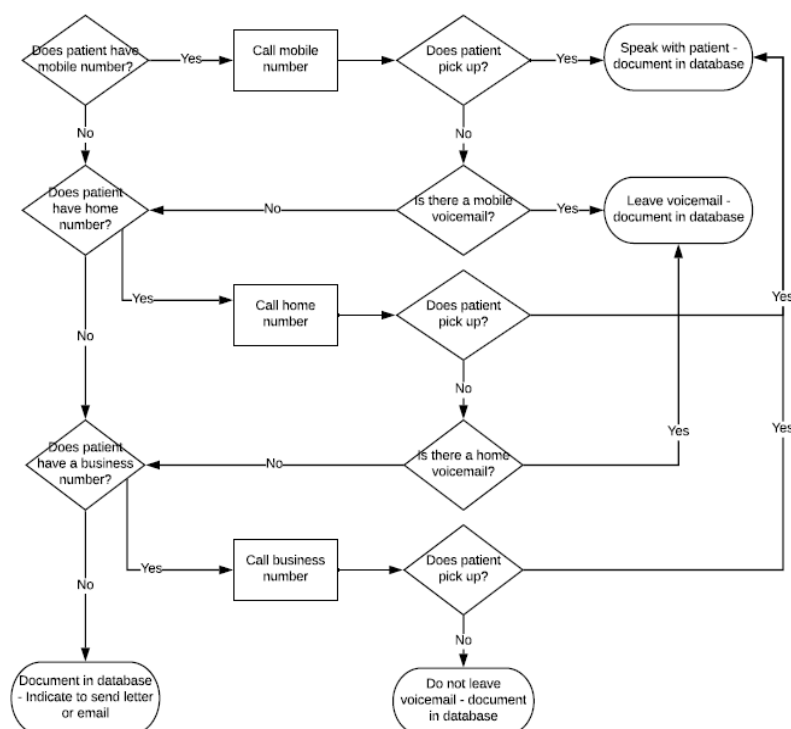 Does patient have
mobile number?
Yes
Call mobile
number
Does patient
pick up?
Yes
Speak with patient -
document in database
No
No
Does patient
have home
number?
No
Is there a mobile
voicemail?
Yes
Leave voicemail -
document in database
Yes
Call home
number
Does patient
pick up?
Yes
No
No
Does patient
have a business
number?
No
Is there a home
voicemail?
Yes
Yes
Yes
Call business
number
Does patient
pick up?
No
No
Document in database
- Indicate to send letter
or email
Do not leave
voicemail - document
in database